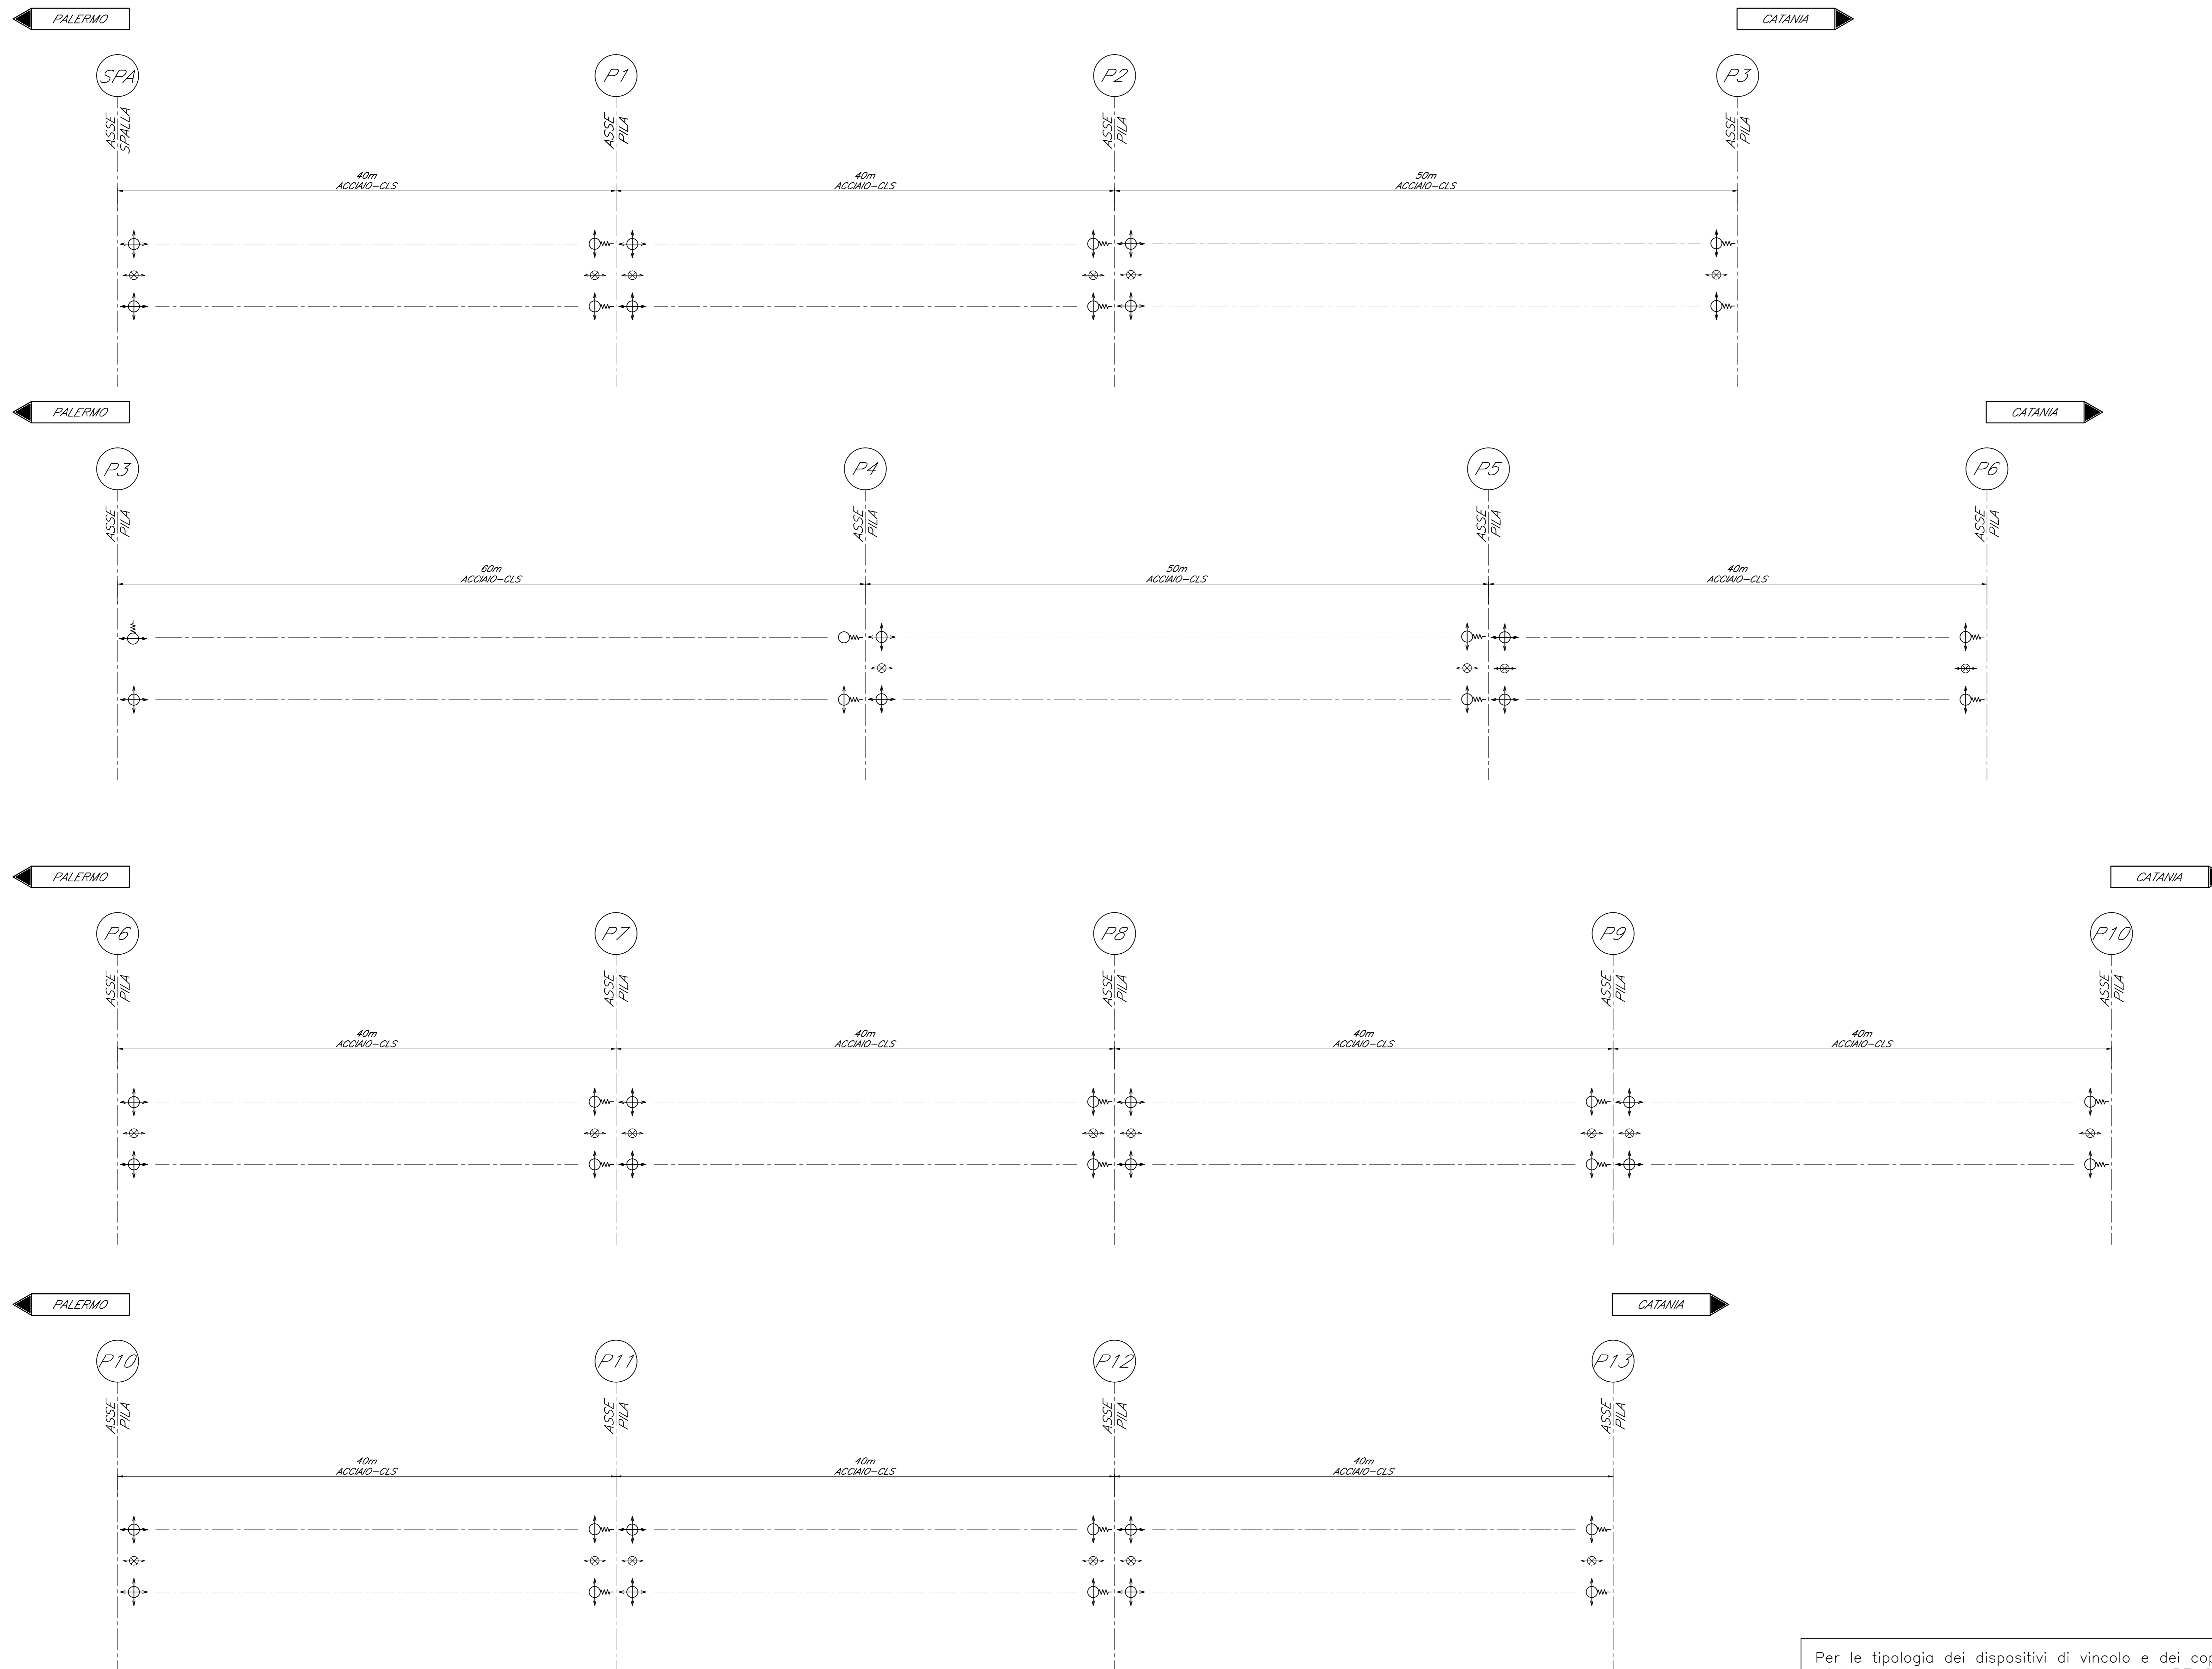 PALERMO
CATANIA
SPA
P1
P2
P3
ASSE
SPALLA
ASSE
PILA
ASSE
PILA
ASSE
PILA
40m
ACCIAIO-CLS
40m
ACCIAIO-CLS
50m
ACCIAIO-CLS
PALERMO
CATANIA
P3
P4
P5
P6
ASSE
PILA
ASSE
PILA
ASSE
PILA
ASSE
PILA
60m
ACCIAIO-CLS
50m
ACCIAIO-CLS
40m
ACCIAIO-CLS
PALERMO
CATANIA
P6
P7
P8
P9
P10
ASSE
PILA
ASSE
PILA
ASSE
PILA
ASSE
PILA
ASSE
PILA
40m
ACCIAIO-CLS
40m
ACCIAIO-CLS
40m
ACCIAIO-CLS
40m
ACCIAIO-CLS
PALERMO
CATANIA
P10
P11
P12
P13
ASSE
PILA
ASSE
PILA
ASSE
PILA
ASSE
PILA
40m
ACCIAIO-CLS
40m
ACCIAIO-CLS
40m
ACCIAIO-CLS
Per le tipologia dei dispositivi di vincolo e dei